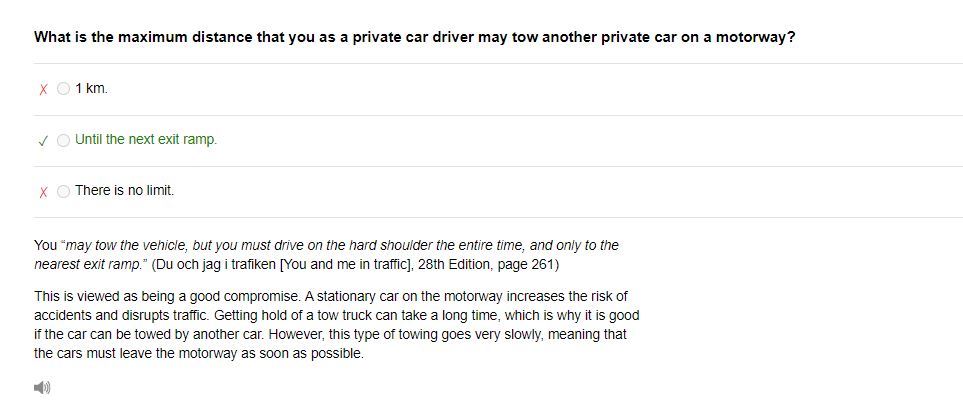 What is the maximum distance that you as a private car driver may tow another private car on a motorway?
1 km.
Until the next exit ramp.
There is no limit.
You “may tow the vehicle, but you must drive on the hard shoulder the entire time, and only to the
nearest exit ramp.” (Du och jag i trafiken [You and me in traffic], 28th Edition, page 261)
This is viewed as being a good compromise. A stationary car on the motorway increases the risk of
accidents and disrupts traffic. Getting hold of a tow truck can take a long time, which is why it is good
if the car can be towed by another car. However, this type of towing goes very slowly, meaning that
the cars must leave the motorway as soon as possible.